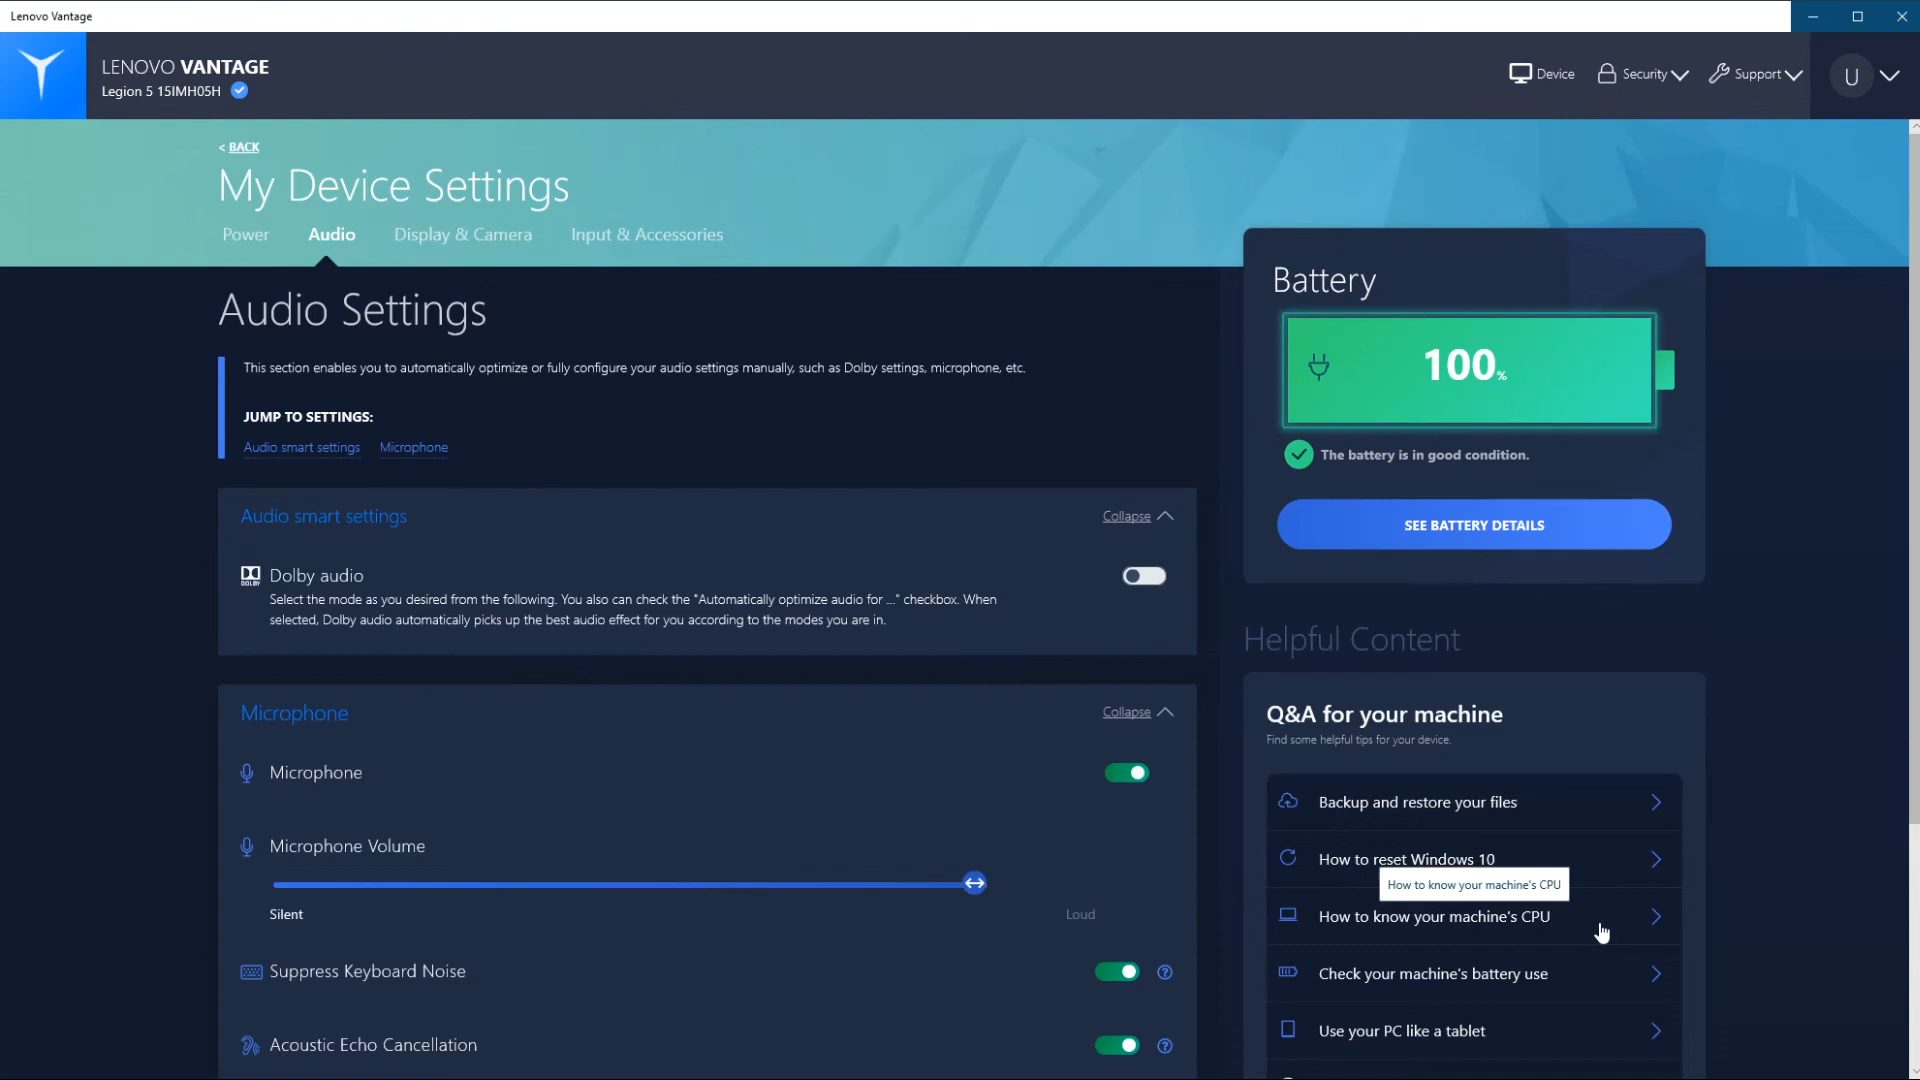 Lenovo Vantage
LENOVO VANTAGE
Legion 5 15IMH05H
Device
Security
Support
U
< BACK
My Device Settings
Power
Audio
Display & Camera
Input & Accessories
Audio Settings
This section enables you to automatically optimize or fully configure your audio settings manually, such as Dolby settings, microphone, etc.
JUMP TO SETTINGS:
Audio smart settings
Microphone
Audio smart settings
Collapse
DOLBY
Dolby audio
Select the mode as you desired from the following. You also can check the "Automatically optimize audio for ..." checkbox. When
selected, Dolby audio automatically picks up the best audio effect for you according to the modes you are in.
Microphone
Collapse
Microphone
Microphone Volume
Silent
Loud
Suppress Keyboard Noise
?
Acoustic Echo Cancellation
?
Battery
100%
The battery is in good condition.
SEE BATTERY DETAILS
Helpful Content
Q&A for your machine
Find some helpful tips for your device.
Backup and restore your files
How to reset Windows 10
How to know your machine's CPU
How to know your machine's CPU
Check your machine's battery use
Use your PC like a tablet